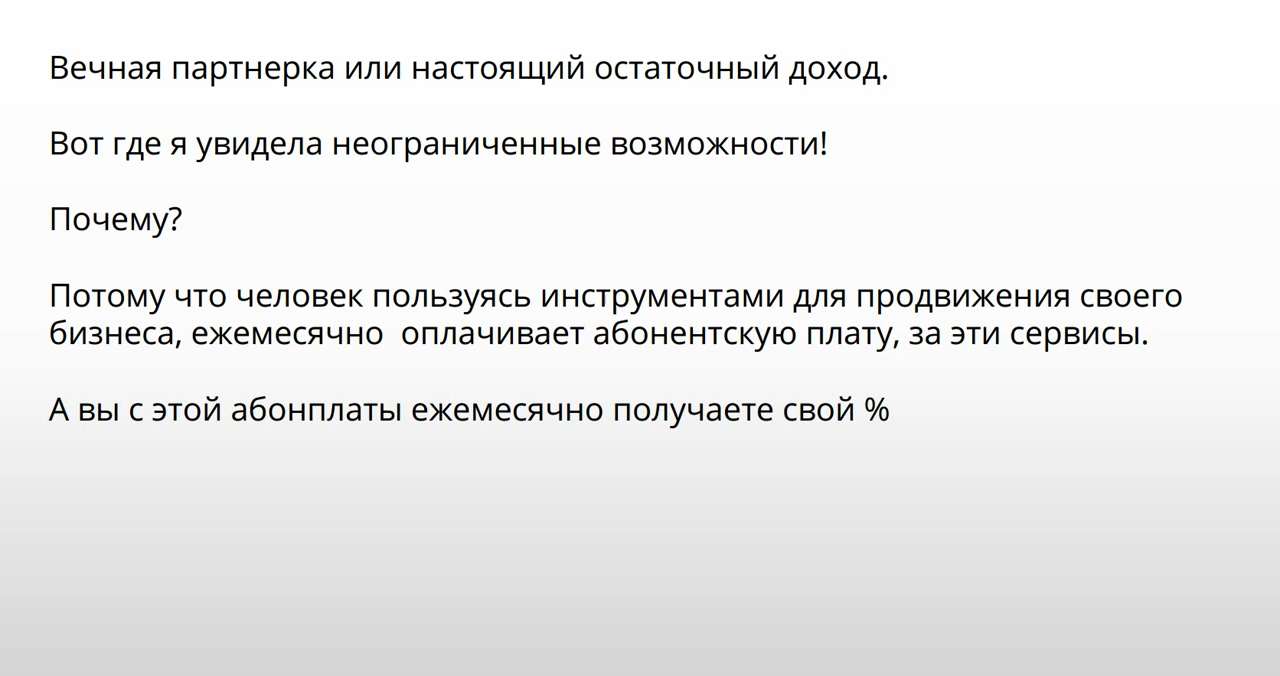 Вечная партнерка или настоящий остаточный доход.
Вот где я увидела неограниченные возможности!
Почему?
Потому что человек пользуясь инструментами для продвижения своего
бизнеса, ежемесячно  оплачивает абонентскую плату, за эти сервисы.
А вы с этой абонплаты ежемесячно получаете свой %